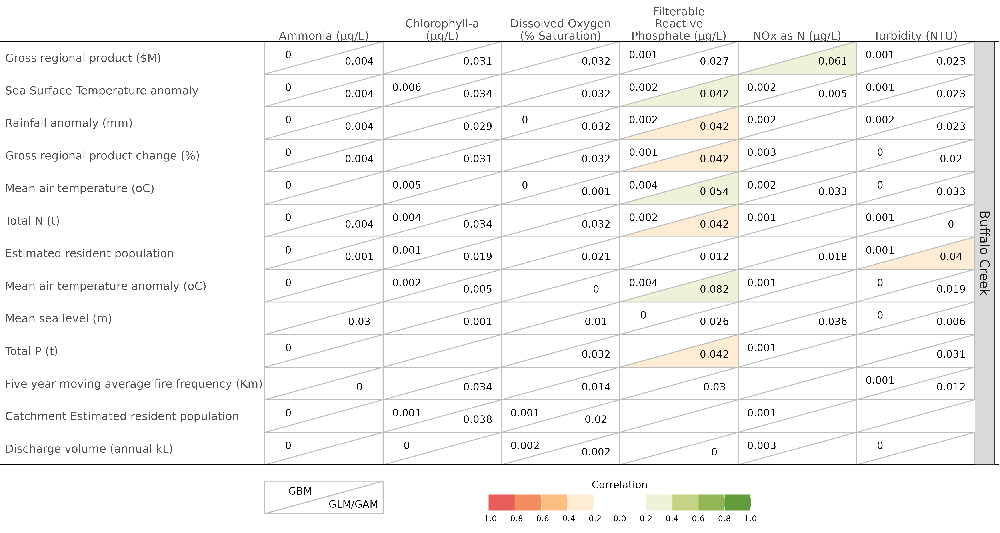 Filterable
Chlorophyll-a Dissolved Oxygen Reactive
Ammonia (µg/L) (µg/L) (% Saturation) Phosphate (µg/L) NOx as N (µg/L) Turbidity (NTU)
Gross regional product ($M) 0 0.004 0.031 0.032 0.001 0.027 0.061 0.001 0.023
Sea Surface Temperature anomaly 0 0.004 0.006 0.034 0.032 0.002 0.042 0.002 0.005 0.001 0.023
Rainfall anomaly (mm) 0 0.004 0.029 0 0.032 0.002 0.042 0.002 0.002 0.023
Gross regional product change (%) 0 0.004 0.031 0.032 0.001 0.042 0.003 0 0.02
Mean air temperature (oC) 0 0.005 0 0.001 0.004 0.054 0.002 0.033 0 0.033
Total N (t) 0 0.004 0.004 0.034 0.032 0.002 0.042 0.001 0.001 0
Estimated resident population 0 0.001 0.001 0.019 0.021 0.012 0.018 0.001 0.04
Mean air temperature anomaly (oC) 0 0.002 0.005 0 0.004 0.082 0.001 0 0.019
Mean sea level (m) 0.03 0.001 0.01 0 0.026 0.036 0 0.006
Total P (t) 0 0.032 0.042 0.001 0.031
Five year moving average fire frequency (Km) 0 0.034 0.014 0.03 0.001 0.012
Catchment Estimated resident population 0 0.001 0.038 0.001 0.02 0.001
Discharge volume (annual kL) 0 0 0.002 0.002 0 0.003 0
Buffalo Creek
GBM
GLM/GAM
Correlation
-1.0 -0.8 -0.6 -0.4 -0.2 0.0 0.2 0.4 0.6 0.8 1.0